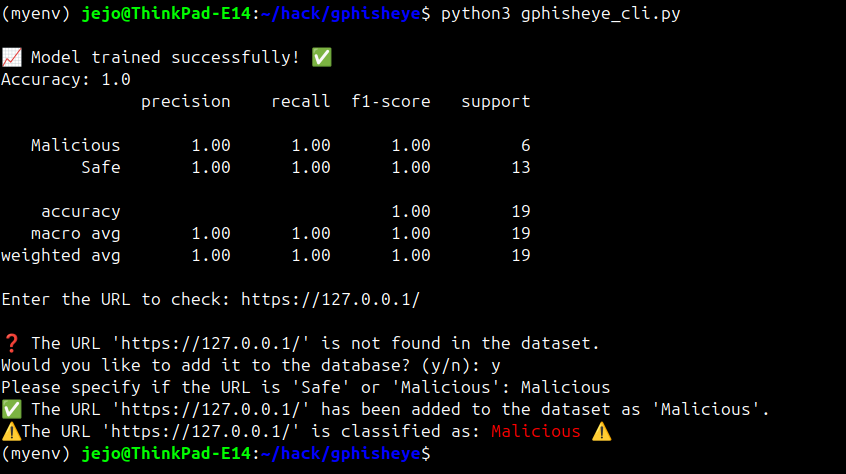 (myenv) jejo@ThinkPad-E14:~/hack/gphisheye$ python3 gphisheye_cli.py
📈 Model trained successfully! ✅
Accuracy: 1.0
precision recall f1-score support
Malicious 1.00 1.00 1.00 6
Safe 1.00 1.00 1.00 13
accuracy 1.00 19
macro avg 1.00 1.00 1.00 19
weighted avg 1.00 1.00 1.00 19
Enter the URL to check: https://127.0.0.1/
❓ The URL 'https://127.0.0.1/' is not found in the dataset.
Would you like to add it to the database? (y/n): y
Please specify if the URL is 'Safe' or 'Malicious': Malicious
✅ The URL 'https://127.0.0.1/' has been added to the dataset as 'Malicious'.
⚠️The URL 'https://127.0.0.1/' is classified as: Malicious ⚠️
(myenv) jejo@ThinkPad-E14:~/hack/gphisheye$